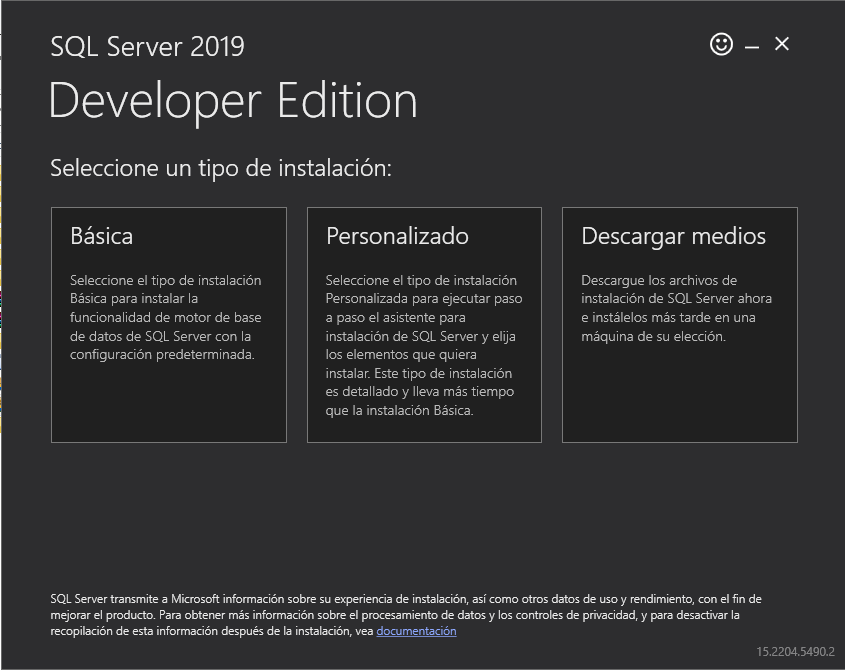 SQL Server 2019
Developer Edition
Seleccione un tipo de instalación:
Básica
Seleccione el tipo de instalación
Básica para instalar la
funcionalidad de motor de base
de datos de SQL Server con la
configuración predeterminada.
Personalizado
Seleccione el tipo de instalación
Personalizada para ejecutar paso
a paso el asistente para
instalación de SQL Server y elija
los elementos que quiera
instalar. Este tipo de instalación
es detallado y lleva más tiempo
que la instalación Básica.
Descargar medios
Descargue los archivos de
instalación de SQL Server ahora
e instálelos más tarde en una
máquina de su elección.
SQL Server transmite a Microsoft información sobre su experiencia de instalación, así como otros datos de uso y rendimiento, con el fin de
mejorar el producto. Para obtener más información sobre el procesamiento de datos y los controles de privacidad, y para desactivar la
recopilación de esta información después de la instalación, vea documentación
15.2204.5490.2